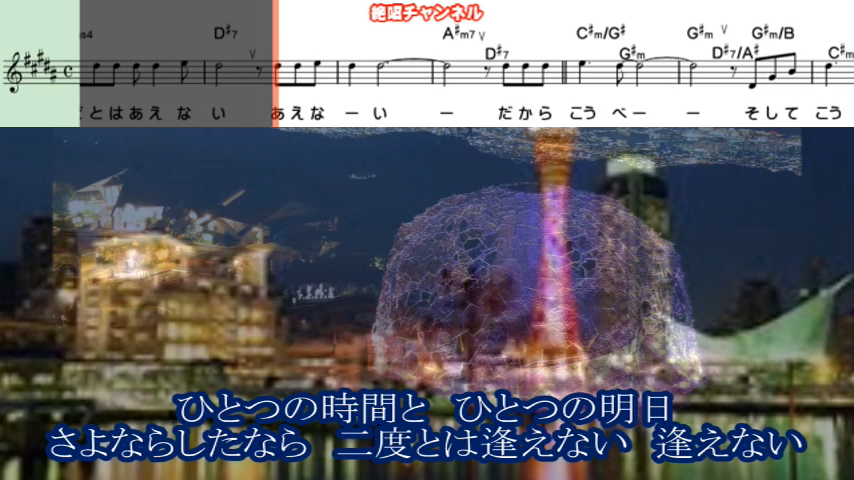 絶唱チャンネル
s4 D♯7 A♯m7 D♯7 C♯m/G♯ G♯m G♯m D♯7/A♯ G♯m/B C♯m
とはあえない あえなーい ー だから こうべー ー そして こう
ひとつの時間と ひとつの明日
さよならしたなら 二度とは逢えない 逢えない